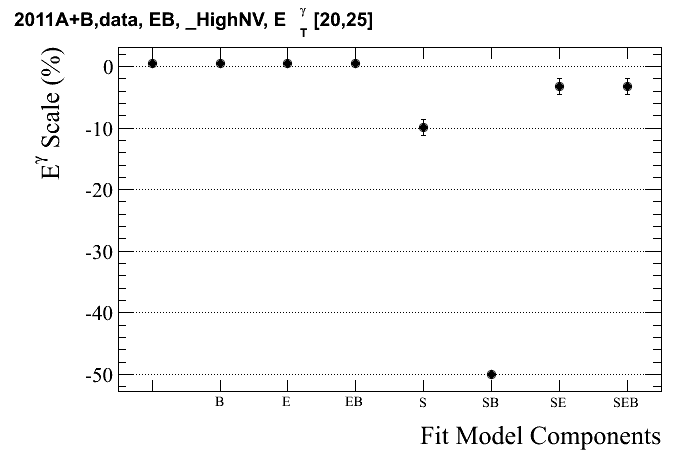 2011A+B,data, EB, _HighNV, E γ T [20,25]
E^γ Scale (%)
0
-10
-20
-30
-40
-50
B E EB S SB SE SEB
Fit Model Components